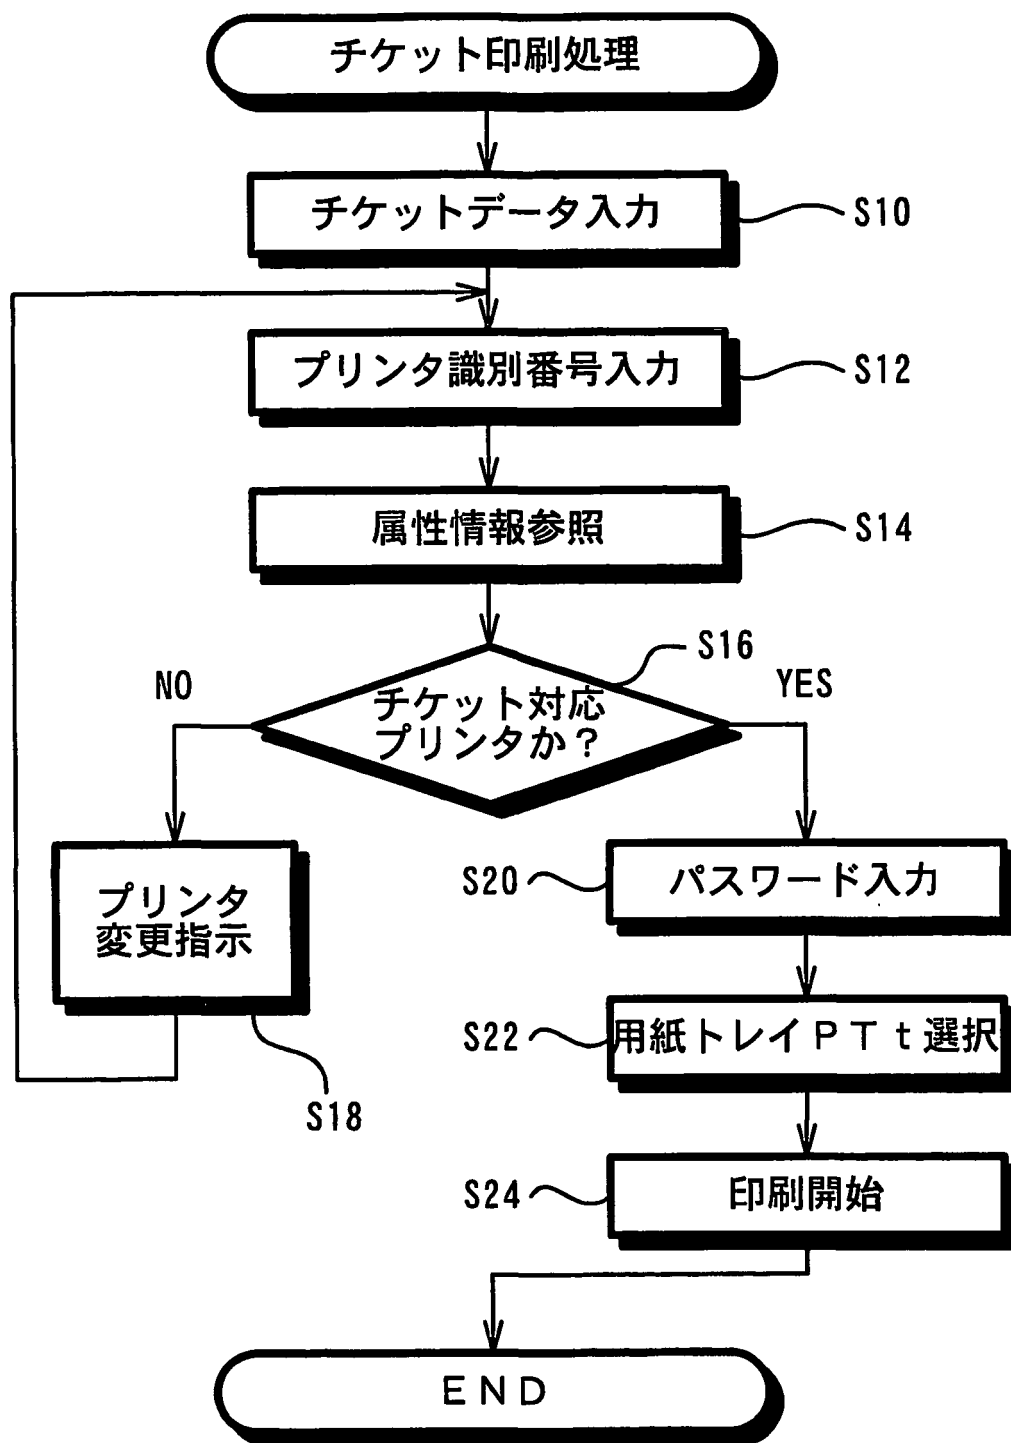 チケット印刷処理
チケットデータ入力
S10
プリンタ識別番号入力
S12
属性情報参照
S14
S16
NO
YES
チケット対応
プリンタか?
プリンタ
変更指示
S18
S20
パスワード入力
S22
用紙トレイPTt選択
S24
印刷開始
END